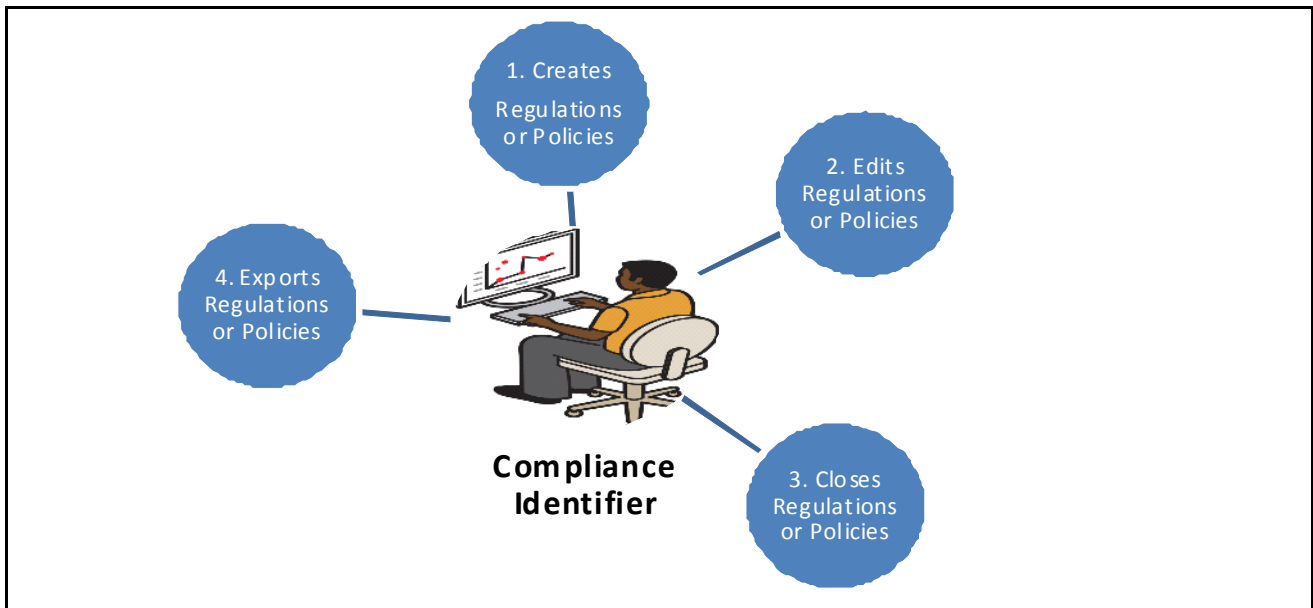 1. Creates
Regulations
or Policies
2. Edits
Regulations
or Policies
3. Closes
Regulations
or Policies
4. Exports
Regulations
or Policies
Compliance
Identifier